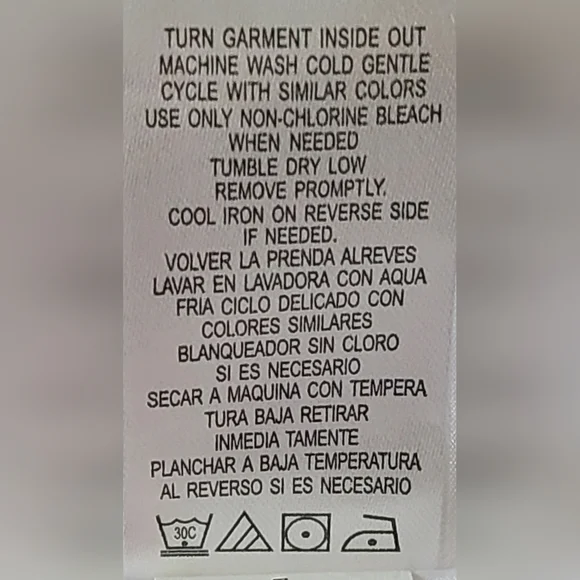 TURN GARMENT INSIDE OUT
MACHINE WASH COLD GENTLE
CYCLE WITH SIMILAR COLORS
USE ONLY NON-CHLORINE BLEACH
WHEN NEEDED
TUMBLE DRY LOW
REMOVE PROMPTLY.
COOL IRON ON REVERSE SIDE
IF NEEDED.
VOLVER LA PRENDA ALREVES
LAVAR EN LAVADORA CON AQUA
FRIA CICLO DELICADO CON
COLORES SIMILARES
BLANQUEADOR SIN CLORO
SI ES NECESARIO
SECAR A MAQUINA CON TEMPERA
TURA BAJA RETIRAR
INMEDIA TAMENTE
PLANCHAR A BAJA TEMPERATURA
AL REVERSO SI ES NECESARIO
30C